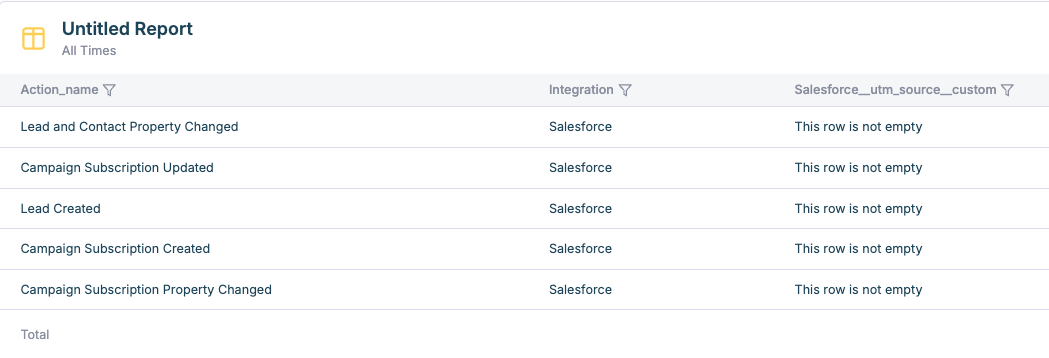 Untitled Report
All Times
Action_name Integration Salesforce__utm_source__custom
Lead and Contact Property Changed Salesforce This row is not empty
Campaign Subscription Updated Salesforce This row is not empty
Lead Created Salesforce This row is not empty
Campaign Subscription Created Salesforce This row is not empty
Campaign Subscription Property Changed Salesforce This row is not empty
Total